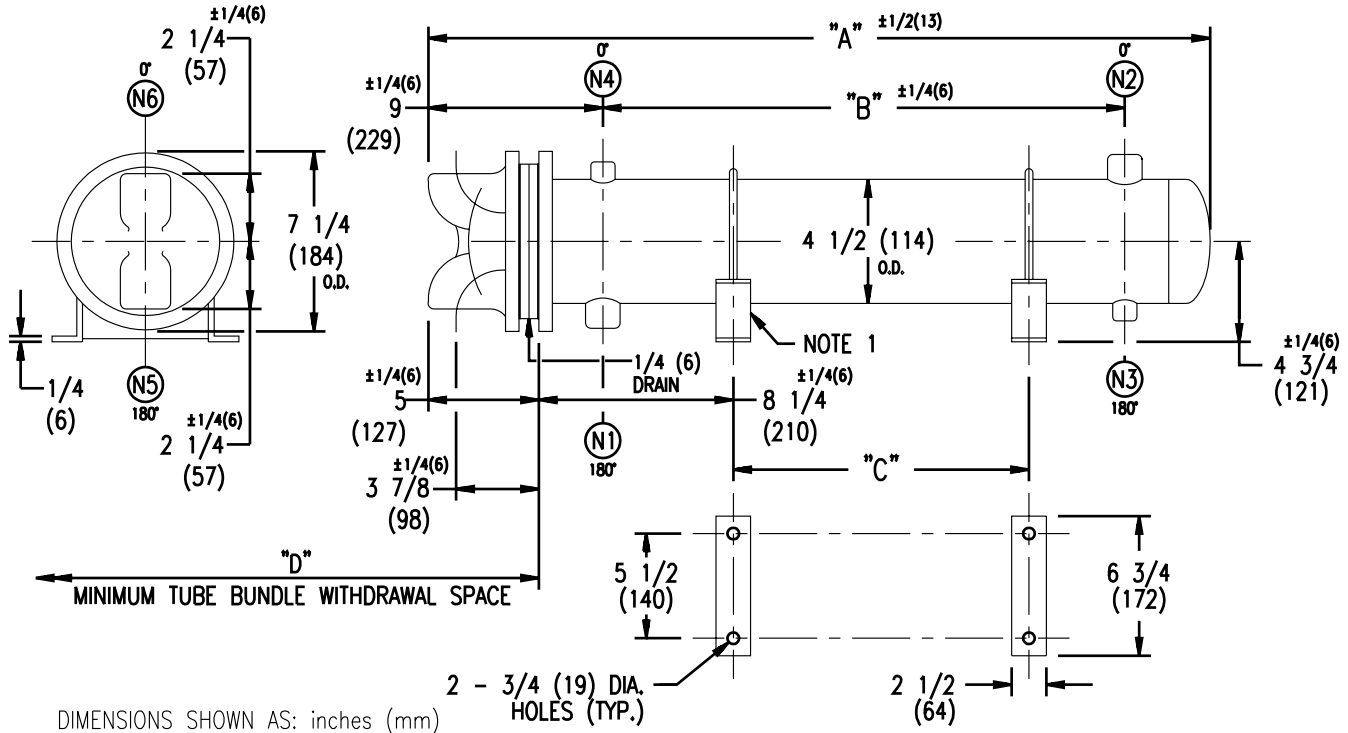 ±1/4(6)
2 1/4
(57)
0°
N6
7 1/4
(184)
O.D.
1/4
(6)
N5
180°
±1/4(6)
2 1/4
(57)
"A" ±1/2(13)
0°
N4
0°
N2
±1/4(6)
9
(229)
"B" ±1/4(6)
4 1/2 (114)
O.D.
NOTE 1
1/4 (6)
DRAIN
±1/4(6)
5
(127)
±1/4(6)
8 1/4
(210)
N1
180°
N3
180°
±1/4(6)
4 3/4
(121)
±1/4(6)
3 7/8
(98)
"C"
"D"
MINIMUM TUBE BUNDLE WITHDRAWAL SPACE
5 1/2
(140)
6 3/4
(172)
2 - 3/4 (19) DIA.
HOLES (TYP.)
2 1/2
(64)
DIMENSIONS SHOWN AS: inches (mm)